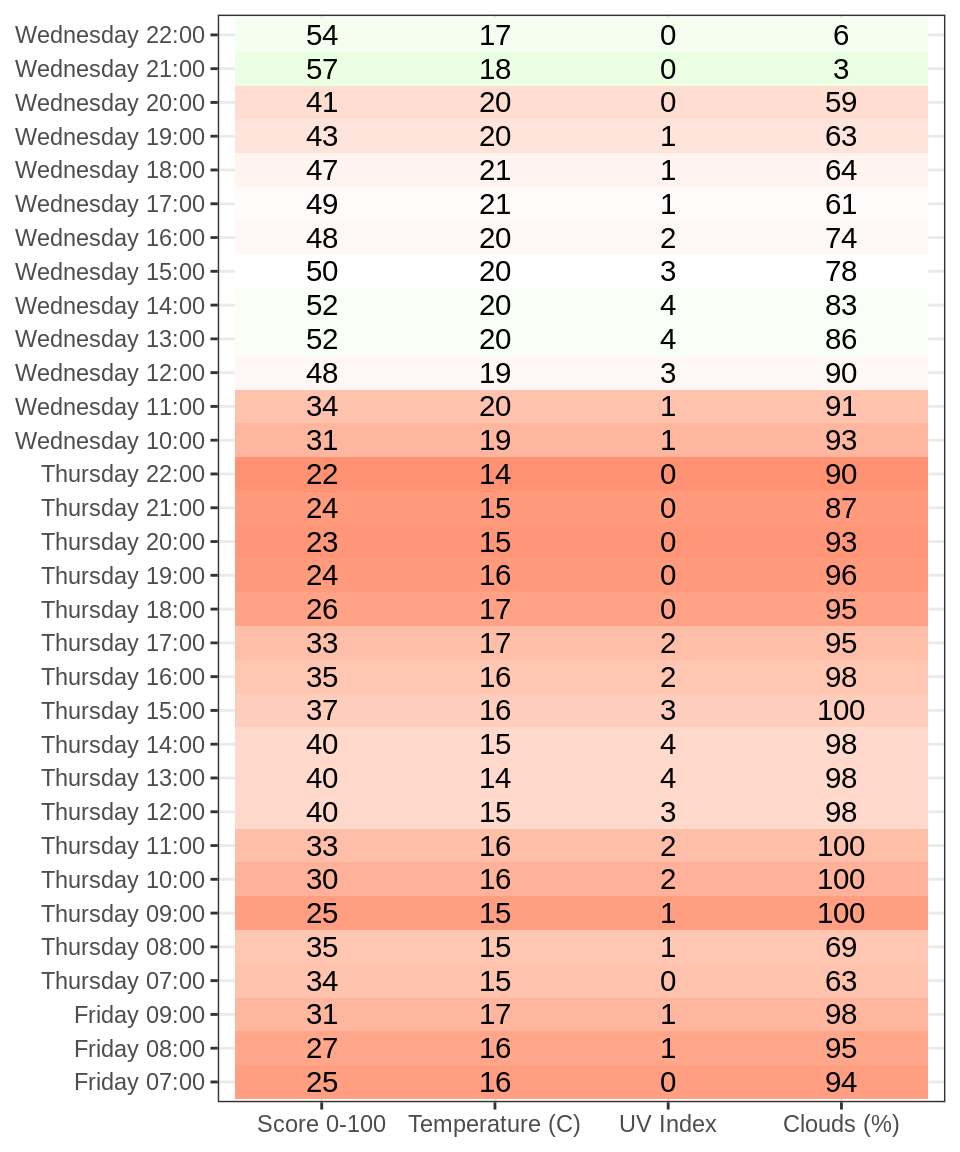 Wednesday 22:00 54 17 0 6
Wednesday 21:00 57 18 0 3
Wednesday 20:00 41 20 0 59
Wednesday 19:00 43 20 1 63
Wednesday 18:00 47 21 1 64
Wednesday 17:00 49 21 1 61
Wednesday 16:00 48 20 2 74
Wednesday 15:00 50 20 3 78
Wednesday 14:00 52 20 4 83
Wednesday 13:00 52 20 4 86
Wednesday 12:00 48 19 3 90
Wednesday 11:00 34 20 1 91
Wednesday 10:00 31 19 1 93
Thursday 22:00 22 14 0 90
Thursday 21:00 24 15 0 87
Thursday 20:00 23 15 0 93
Thursday 19:00 24 16 0 96
Thursday 18:00 26 17 0 95
Thursday 17:00 33 17 2 95
Thursday 16:00 35 16 2 98
Thursday 15:00 37 16 3 100
Thursday 14:00 40 15 4 98
Thursday 13:00 40 14 4 98
Thursday 12:00 40 15 3 98
Thursday 11:00 33 16 2 100
Thursday 10:00 30 16 2 100
Thursday 09:00 25 15 1 100
Thursday 08:00 35 15 1 69
Thursday 07:00 34 15 0 63
Friday 09:00 31 17 1 98
Friday 08:00 27 16 1 95
Friday 07:00 25 16 0 94
Score 0-100 Temperature (C) UV Index Clouds (%)